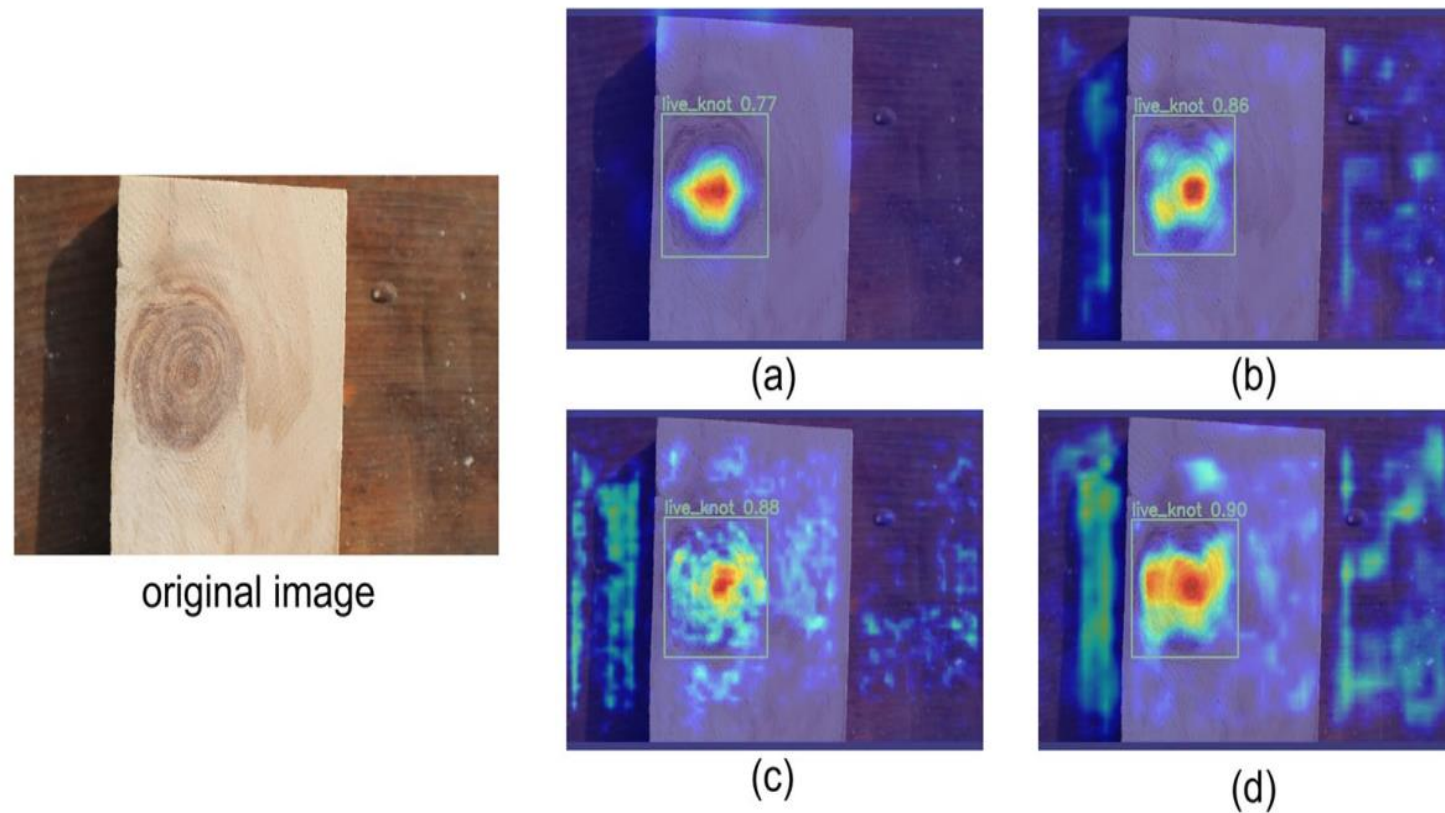 live_knot 0.77
live_knot 0.86
original image
(a)
(b)
live_knot 0.88
live_knot 0.90
(c)
(d)